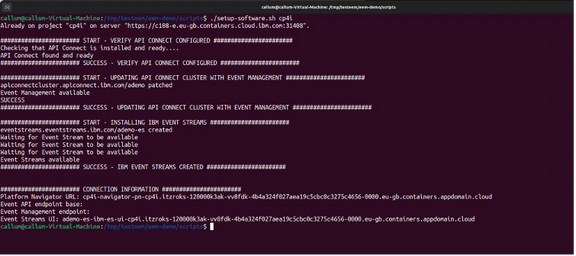 callum@callum-Virtual-Machine: /tmp/testeem/eem-demo/scripts
callum@callum-Virtual-Machine:/tmp/testeem/eem-demo/scripts$ ./setup-software.sh cp4i
Already on project "cp4i" on server "https://c108-e.eu-gb.containers.cloud.ibm.com:31408".
######################## START - VERIFY API CONNECT CONFIGURED ########################
Checking that API Connect is installed and ready....
API Connect found and ready
######################## SUCCESS - VERIFY API CONNECT CONFIGURED ########################
######################## START - UPDATING API CONNECT CLUSTER WITH EVENT MANAGEMENT ########################
apiconnectcluster.apiconnect.ibm.com/ademo patched
Event Management available
SUCCESS
######################## SUCCESS - UPDATING API CONNECT CLUSTER WITH EVENT MANAGEMENT ########################
######################## START - INSTALLING IBM EVENT STREAMS ########################
eventstreams.eventstreams.ibm.com/ademo-es created
Waiting for Event Stream to be available
Waiting for Event Stream to be available
Waiting for Event Stream to be available
Event Streams available
######################## SUCCESS - IBM EVENT STREAMS CREATED ########################
######################## CONNECTION INFORMATION ########################
Platform Navigator URL: cp4i-navigator-pn-cp4i.itzroks-120000k3ak-vv0fdk-4b4a324f027aea19c5cbc0c3275c4656-0000.eu-gb.containers.appdomain.cloud
Event API endpoint base:
Event Management endpoint:
Event Streams UI: ademo-es-ibm-es-ui-cp4i.itzroks-120000k3ak-vv0fdk-4b4a324f027aea19c5cbc0c3275c4656-0000.eu-gb.containers.appdomain.cloud
callum@callum-Virtual-Machine:/tmp/testeem/eem-demo/scripts$